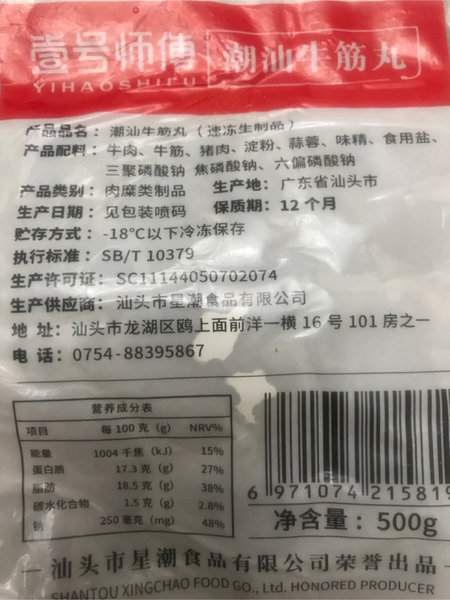 壹号师傅 潮汕牛筋丸
YIHAOSHIFU
产品品名：潮汕牛筋丸（速冻生制品）
产品配料：牛肉、牛筋、猪肉、淀粉、蒜蓉、味精、食用盐、
三聚磷酸钠 焦磷酸钠、六偏磷酸钠
产品类别：肉糜类制品 生产地：广东省汕头市
生产日期：见包装喷码 保质期：12个月
贮存方式：-18℃以下冷冻保存
执行标准：SB/T 10379
生产许可证：SC11144050702074
生产供应商：汕头市星潮食品有限公司
地 址：汕头市龙湖区鸥上面前洋一横16号101房之一
电 话：0754-88395867
营养成分表
项目 每100克(g) NRV%
能量 1004千焦(kJ) 15%
蛋白质 17.3克(g) 27%
脂肪 18.5克(g) 38%
碳水化合物 1.5克(g) 2.8%
钠 250毫克(mg) 48%
6 971074 215819
净含量：500g
汕头市星潮食品有限公司荣誉出品
SHANTOU XINGCHAO FOOD GO., Ltd. HONORED PRODUCER